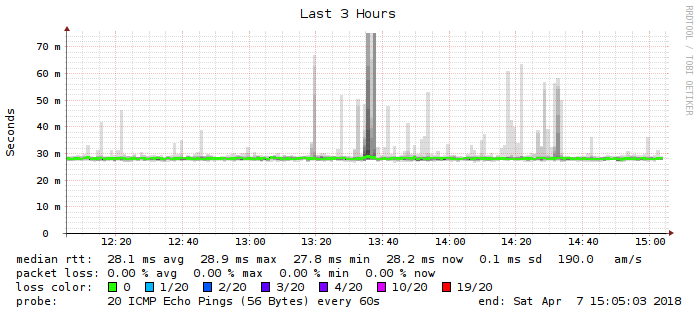 Last 3 Hours
RRDTOOL / TOBI OETIKER
Seconds
70 m
60 m
50 m
40 m
30 m
20 m
10 m
0
12:20 12:40 13:00 13:20 13:40 14:00 14:20 14:40 15:00
median rtt: 28.1 ms avg 28.9 ms max 27.8 ms min 28.2 ms now 0.1 ms sd 190.0 am/s
packet loss: 0.00 % avg 0.00 % max 0.00 % min 0.00 % now
loss color: 0 1/20 2/20 3/20 4/20 10/20 19/20
probe: 20 ICMP Echo Pings (56 Bytes) every 60s end: Sat Apr 7 15:05:03 2018